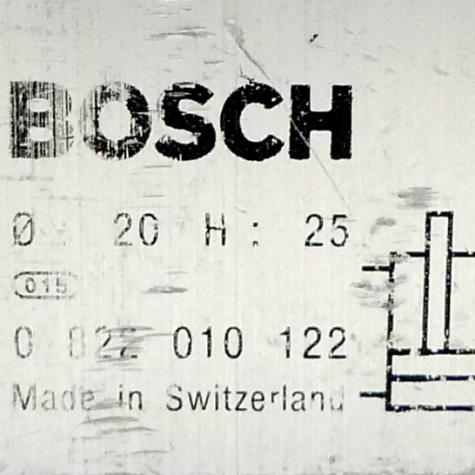 BOSCH
Ø: 20 H: 25
015
0 822 010 122
Made in Switzerland